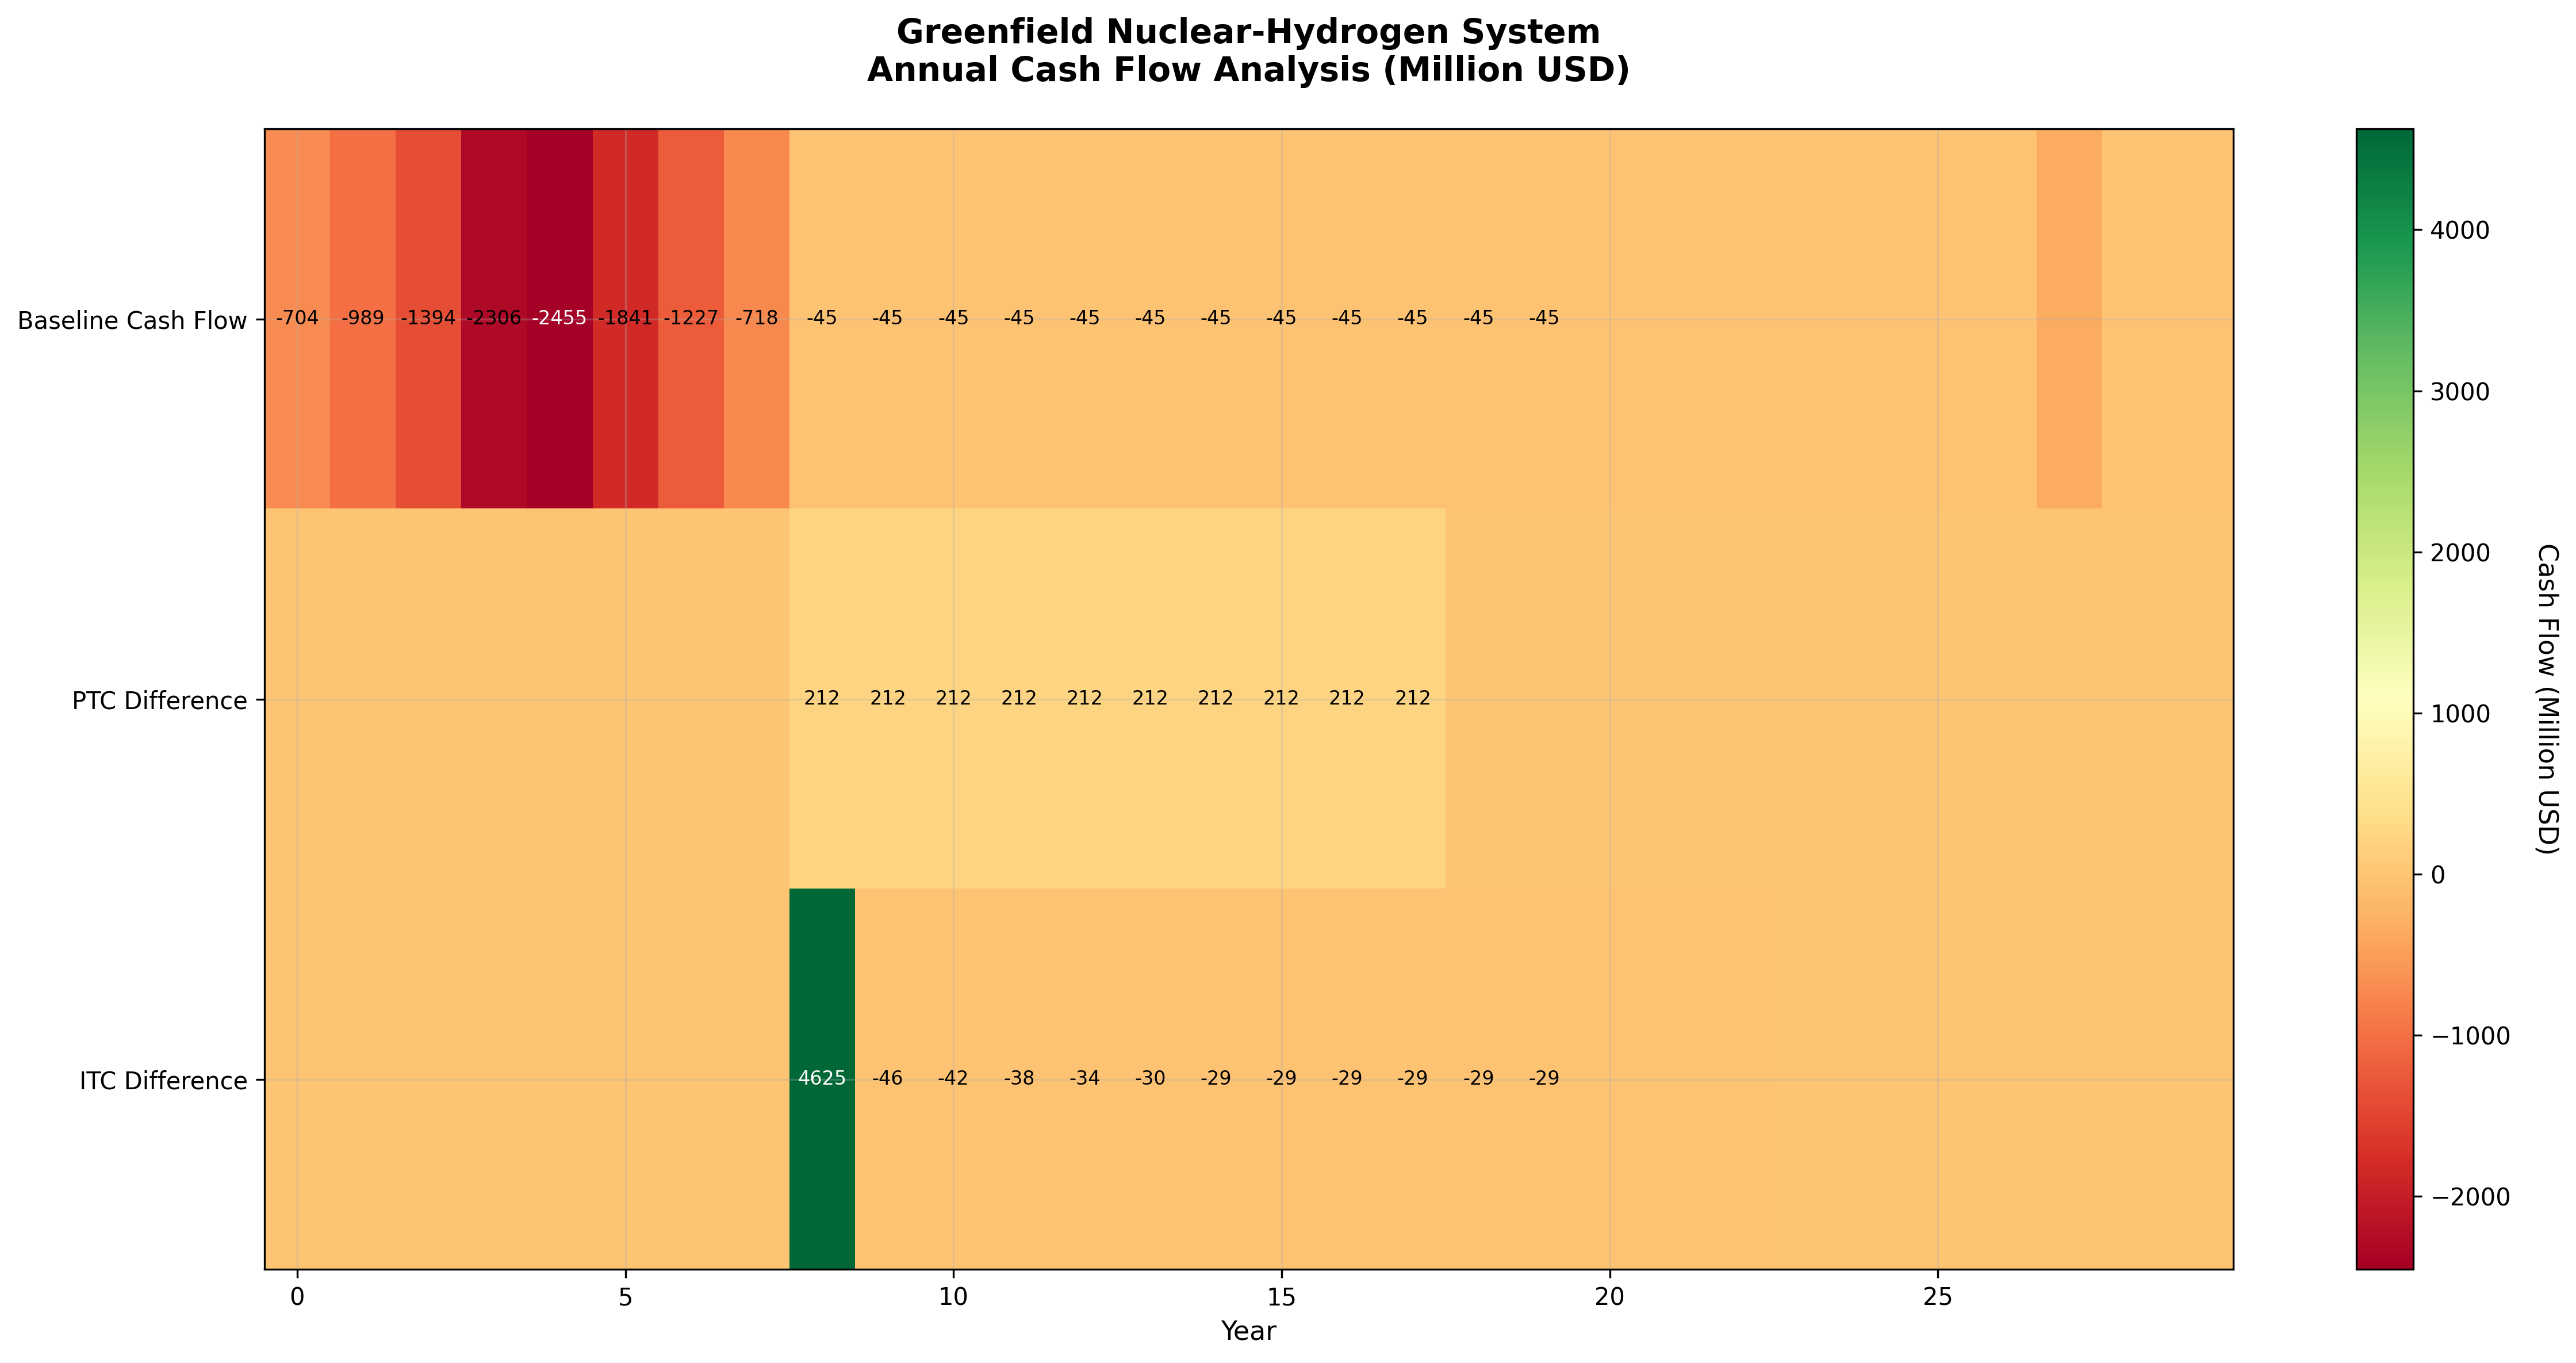 Greenfield Nuclear-Hydrogen System
Annual Cash Flow Analysis (Million USD)
Baseline Cash Flow
-704 -989 -1394 -2306 -2455 -1841 -1227 -718 -45 -45 -45 -45 -45 -45 -45 -45 -45 -45 -45 -45
PTC Difference
212 212 212 212 212 212 212 212 212 212
ITC Difference
4625 -46 -42 -38 -34 -30 -29 -29 -29 -29 -29 -29
0 5 10 15 20 25
Year
4000
3000
2000
1000
0
−1000
−2000
Cash Flow (Million USD)